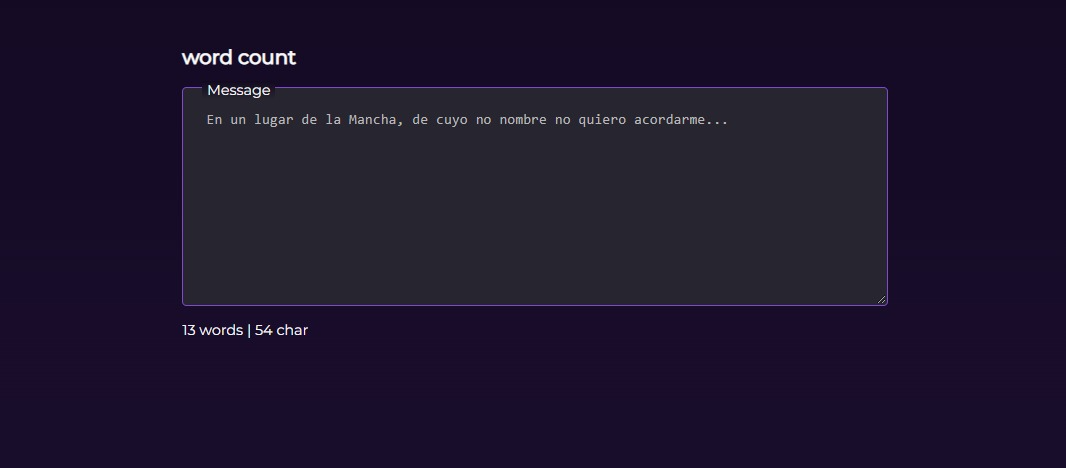 word count
Message
En un lugar de la Mancha, de cuyo no nombre no quiero acordarme...
13 words | 54 char